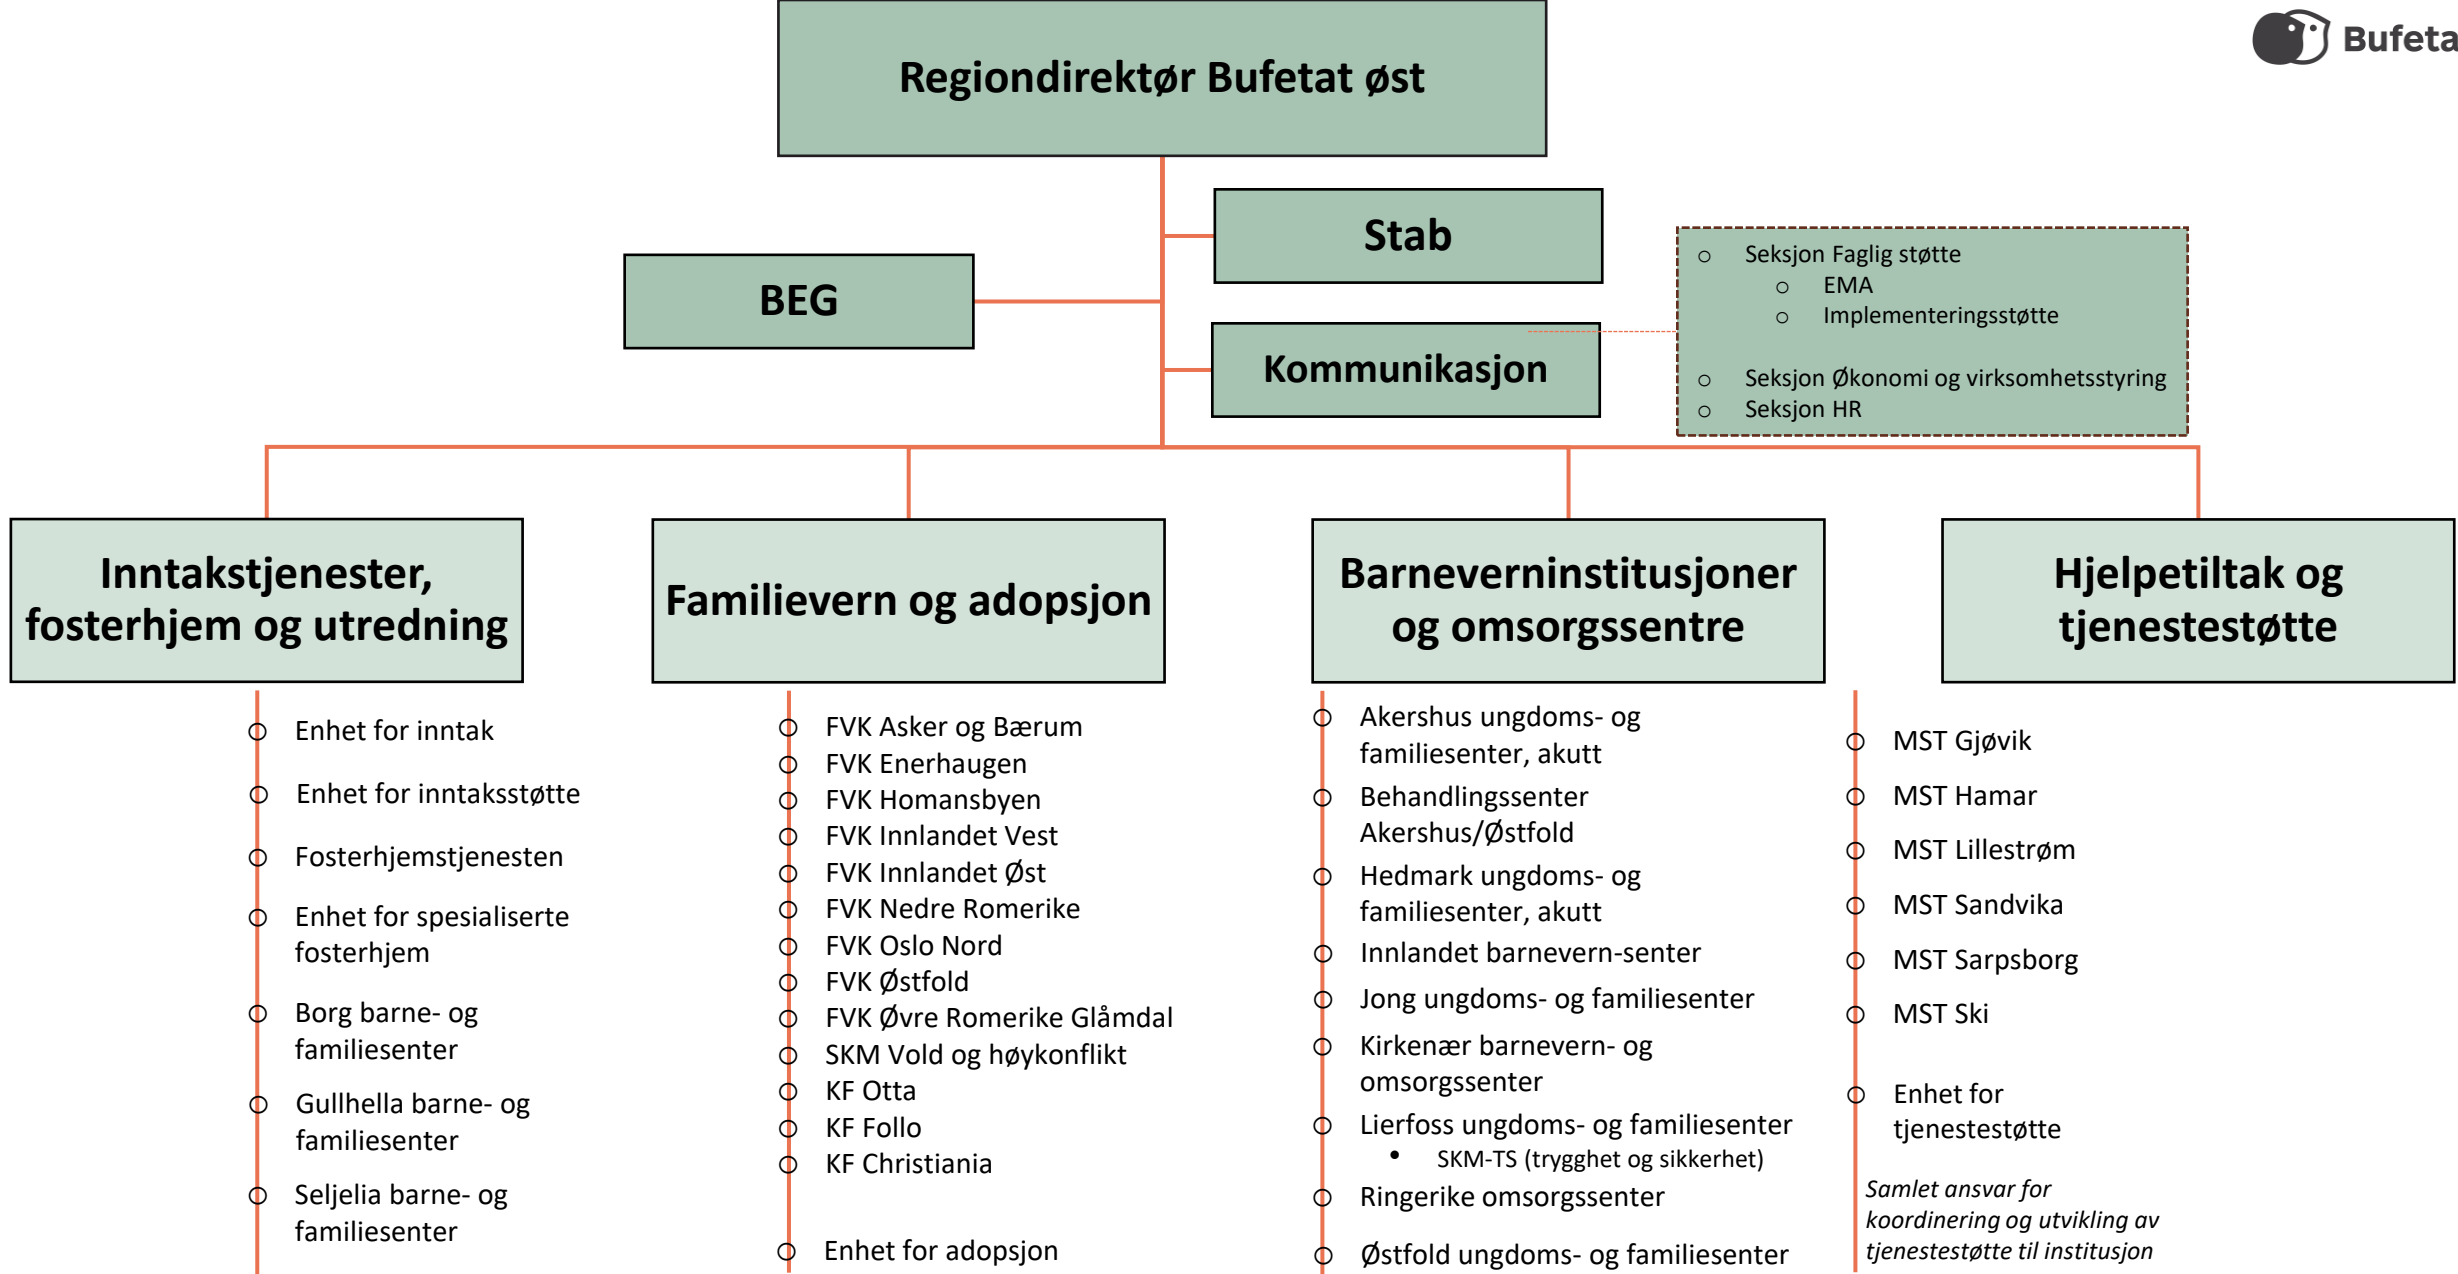 Bufeta
Regiondirektør Bufetat øst
Stab
BEG
Kommunikasjon
o Seksjon Faglig støtte
o EMA
o Implementeringsstøtte
o Seksjon Økonomi og virksomhetsstyring
o Seksjon HR
Inntakstjenester,
fosterhjem og utredning
o Enhet for inntak
o Enhet for inntaksstøtte
o Fosterhjemstjenesten
o Enhet for spesialiserte
fosterhjem
o Borg barne- og
familiesenter
o Gullhella barne- og
familiesenter
o Seljelia barne- og
familiesenter
Familievern og adopsjon
o FVK Asker og Bærum
o FVK Enerhaugen
o FVK Homansbyen
o FVK Innlandet Vest
o FVK Innlandet Øst
o FVK Nedre Romerike
o FVK Oslo Nord
o FVK Østfold
o FVK Øvre Romerike Glåmdal
o SKM Vold og høykonflikt
o KF Otta
o KF Follo
o KF Christiania
o Enhet for adopsjon
Barneverninstitusjoner
og omsorgssentre
o Akershus ungdoms- og
familiesenter, akutt
o Behandlingssenter
Akershus/Østfold
o Hedmark ungdoms- og
familiesenter, akutt
o Innlandet barnevern-senter
o Jong ungdoms- og familiesenter
o Kirkenær barnevern- og
omsorgssenter
o Lierfoss ungdoms- og familiesenter
• SKM-TS (trygghet og sikkerhet)
o Ringerike omsorgssenter
o Østfold ungdoms- og familiesenter
Hjelpetiltak og
tjenestestøtte
o MST Gjøvik
o MST Hamar
o MST Lillestrøm
o MST Sandvika
o MST Sarpsborg
o MST Ski
o Enhet for
tjenestestøtte
Samlet ansvar for
koordinering og utvikling av
tjenestestøtte til institusjon